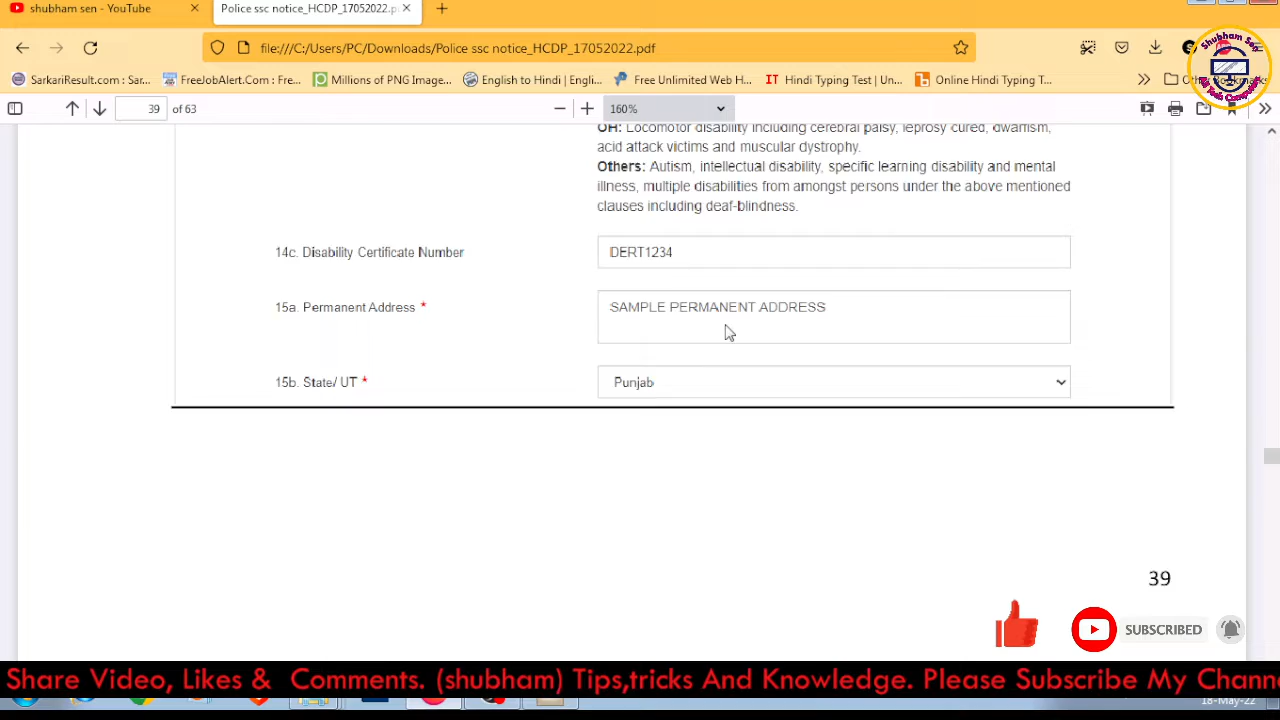 shubham sen - YouTube
Police ssc notice_HCDP_17052022.p
file:///C:/Users/PC/Downloads/Police ssc notice_HCDP_17052022.pdf
Shubham Sen
SarkariResult.com : Sar...
FreeJobAlert.Com : Fre...
Millions of PNG Image...
English to Hindi | Engli...
Free Unlimited Web H...
Hindi Typing Test | Un...
Online Hindi Typing T...
39 of 63
160%
OH: Locomotor disability including cerebral palsy, leprosy cured, dwarfism,
acid attack victims and muscular dystrophy.
Others: Autism, intellectual disability, specific learning disability and mental
illness, multiple disabilities from amongst persons under the above mentioned
clauses including deaf-blindness.
14c. Disability Certificate Number
DERT1234
15a. Permanent Address *
SAMPLE PERMANENT ADDRESS
15b. State/ UT *
Punjab
39
SUBSCRIBED
Share Video, Likes & Comments. (shubham) Tips,tricks And Knowledge. Please Subscribe My Chann
18-May-22